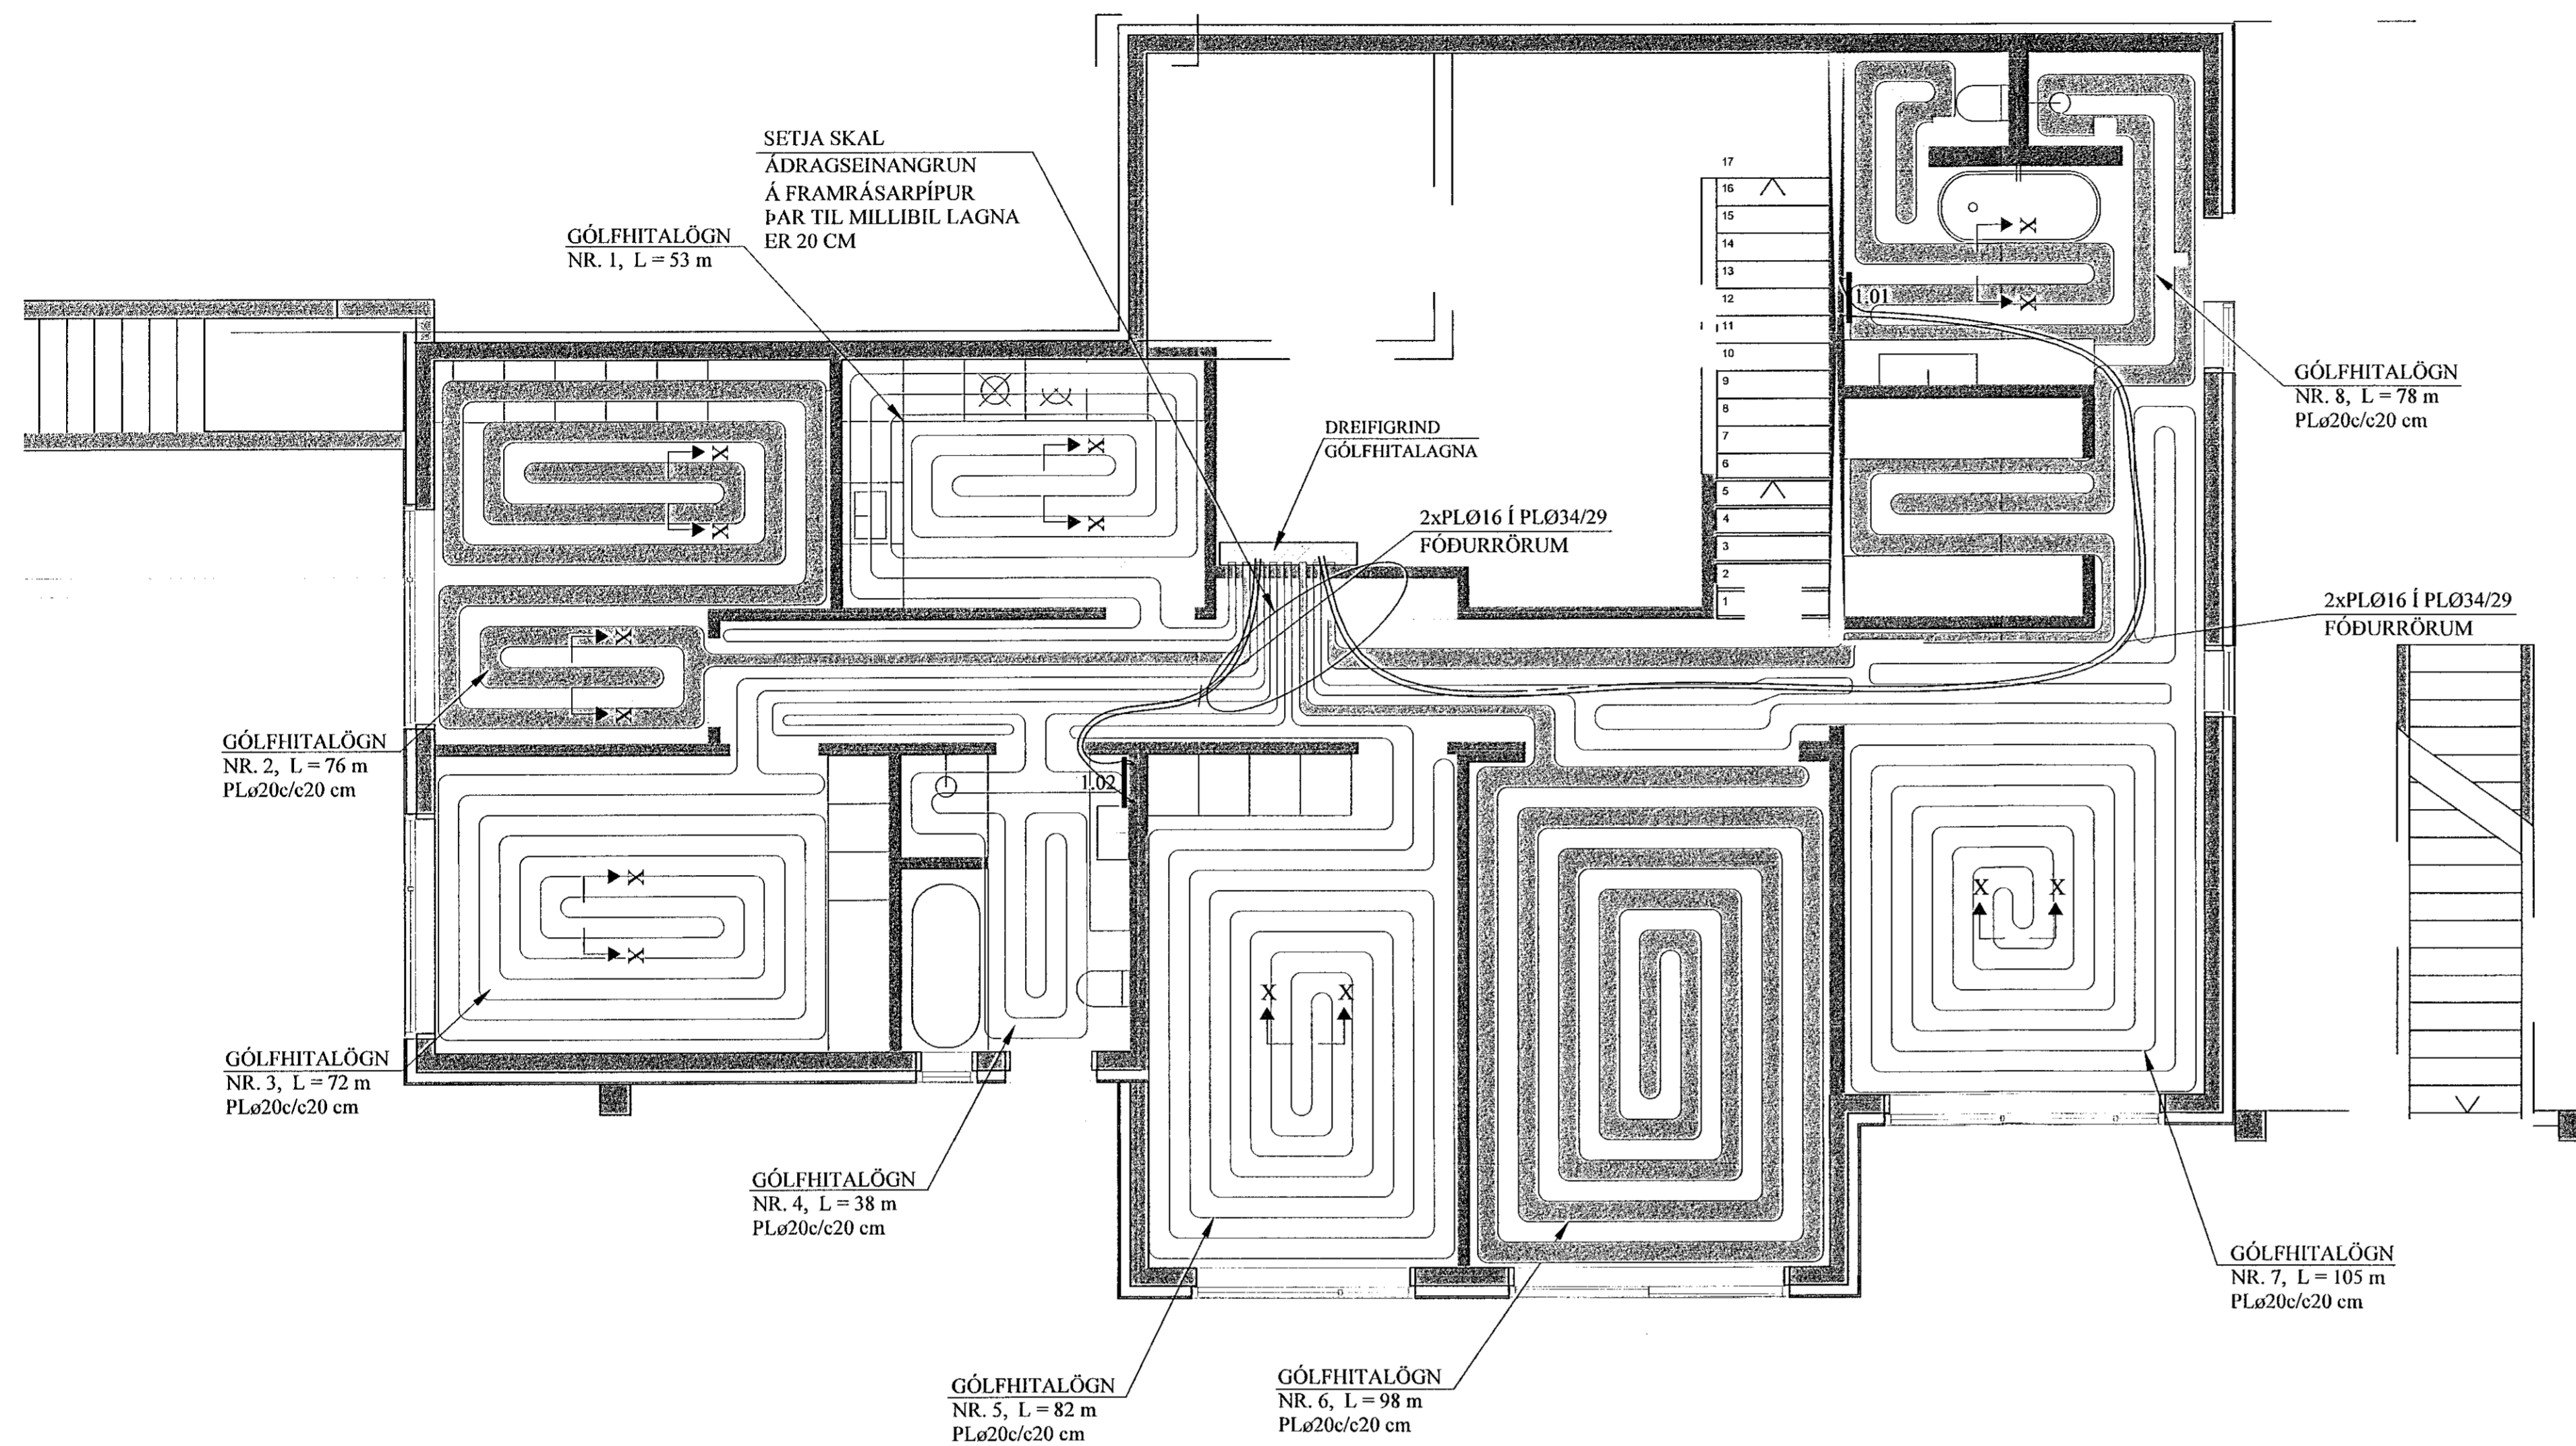 SETJA SKAL
ÁDRAGSEINANGRUN
Á FRAMRÁSARPÍPUR
ÞAR TIL MILLIBIL LAGNA
ER 20 CM
GÓLFHITALÖGN
NR. 1, L = 53 m
17
16
15
14
13
12
11
10
9
8
7
6
5
4
3
2
1
X
X
1.01
GÓLFHITALÖGN
NR. 8, L = 78 m
PLø20c/c20 cm
DREIFIGRIND
GÓLFHITALAGNA
X
X
X
X
2xPLØ16 Í PLØ34/29
FÓÐURRÖRUM
2xPLØ16 Í PLØ34/29
FÓÐURRÖRUM
X
X
GÓLFHITALÖGN
NR. 2, L = 76 m
PLø20c/c20 cm
1.02
X
X
X
X
X
X
GÓLFHITALÖGN
NR. 3, L = 72 m
PLø20c/c20 cm
GÓLFHITALÖGN
NR. 4, L = 38 m
PLø20c/c20 cm
GÓLFHITALÖGN
NR. 7, L = 105 m
PLø20c/c20 cm
GÓLFHITALÖGN
NR. 5, L = 82 m
PLø20c/c20 cm
GÓLFHITALÖGN
NR. 6, L = 98 m
PLø20c/c20 cm